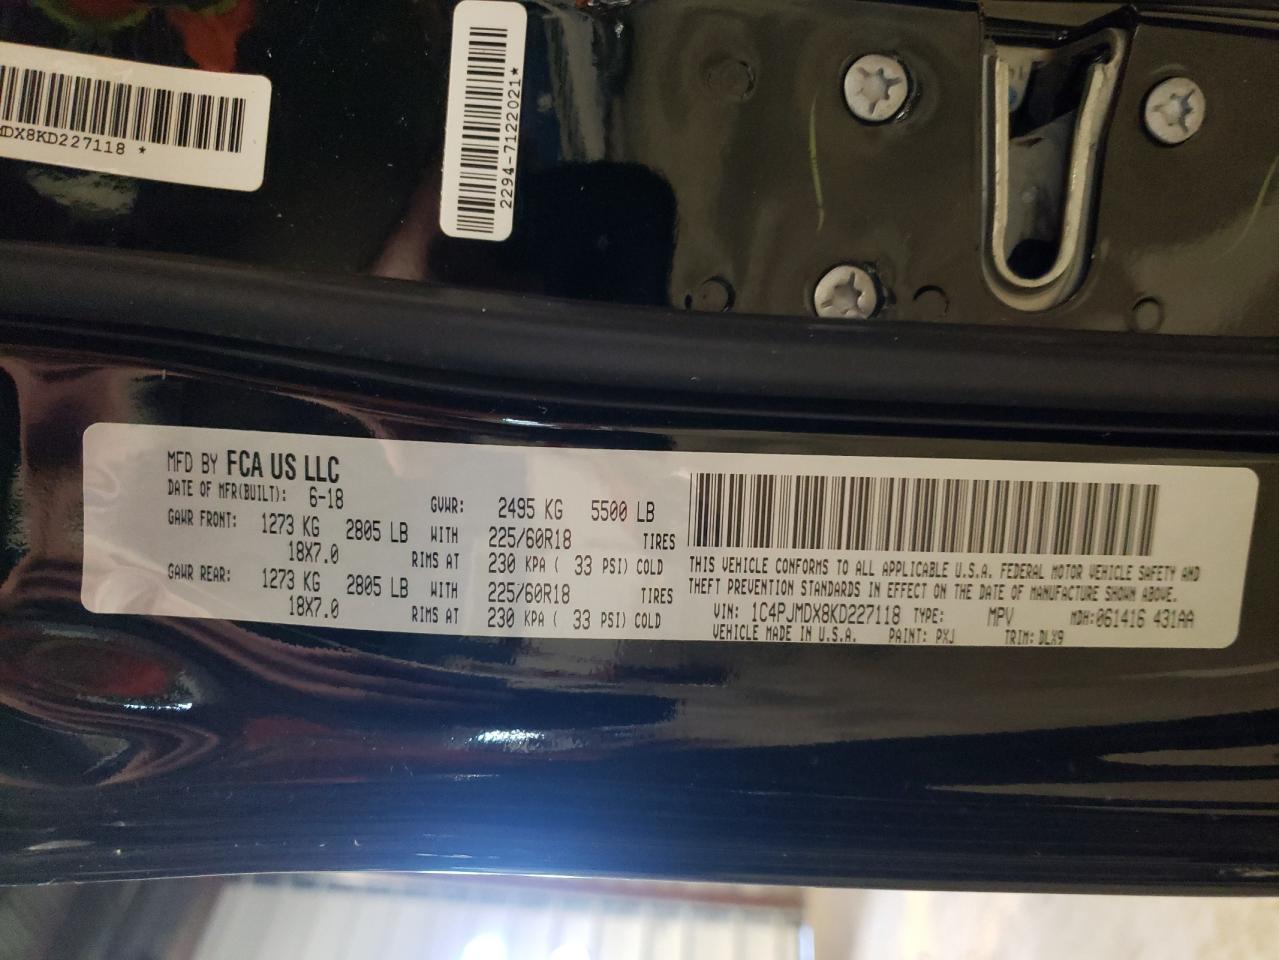 MDX8KD227118 *
2294-7122021*
MFD BY FCA US LLC
DATE OF MFR(BUILT): 6-18 GVWR: 2495 KG 5500 LB
GAWR FRONT: 1273 KG 2805 LB WITH 225/60R18 TIRES
18X7.0 RIMS AT 230 KPA ( 33 PSI) COLD
GAWR REAR: 1273 KG 2805 LB WITH 225/60R18 TIRES
18X7.0 RIMS AT 230 KPA ( 33 PSI) COLD
THIS VEHICLE CONFORMS TO ALL APPLICABLE U.S.A. FEDERAL MOTOR VEHICLE SAFETY AND
THEFT PREVENTION STANDARDS IN EFFECT ON THE DATE OF MANUFACTURE SHOWN ABOVE.
VIN: 1C4PJMDX8KD227118 TYPE: MPV MDH:061416 431AA
VEHICLE MADE IN U.S.A. PAINT: PXJ TRIM: DLX9